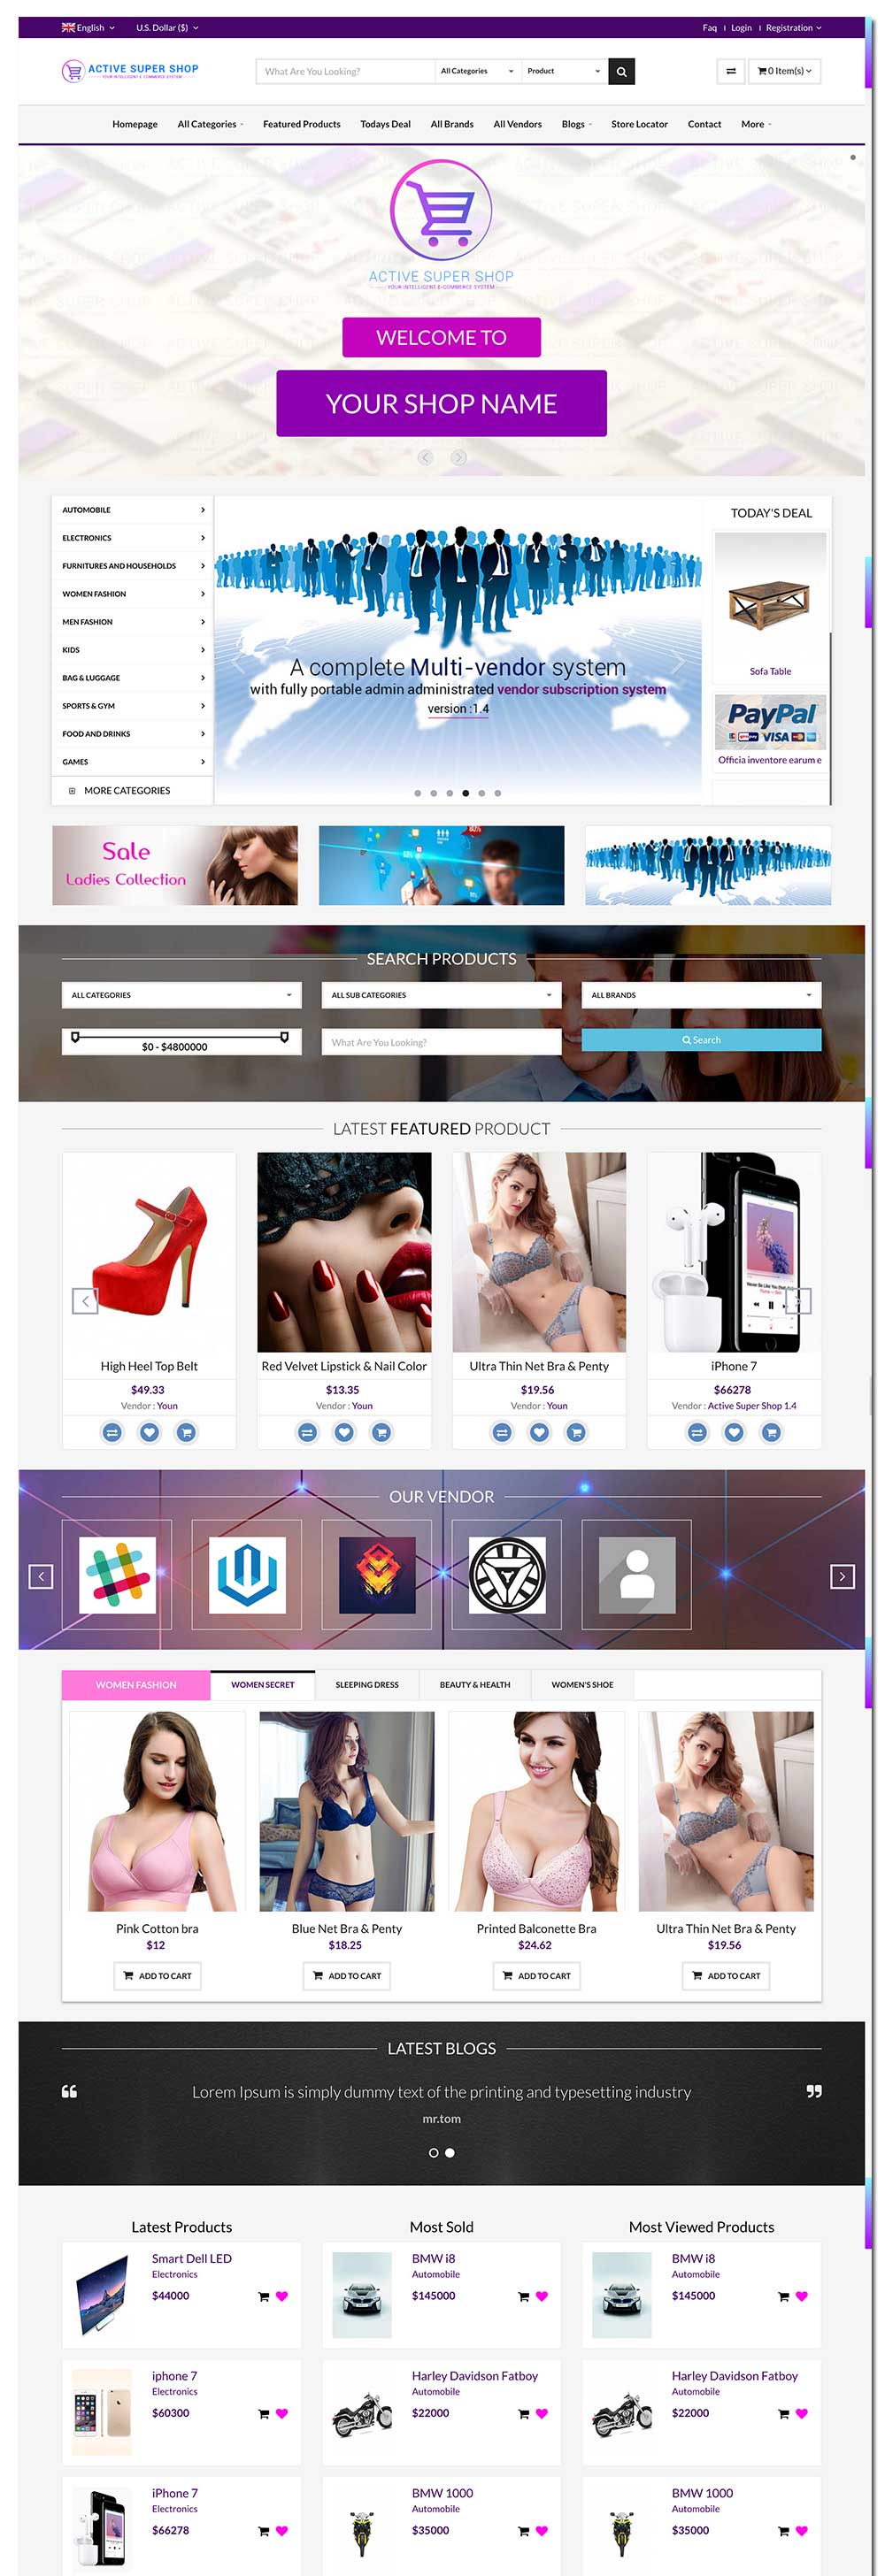 English U.S. Dollar ($) Faq Login Registration
ACTIVE SUPER SHOP
YOUR INTELLIGENT E-COMMERCE SYSTEM
What Are You Looking? All Categories Product 0 Item(s)
Homepage All Categories Featured Products Todays Deal All Brands All Vendors Blogs Store Locator Contact More
ACTIVE SUPER SHOP
YOUR INTELLIGENT E-COMMERCE SYSTEM
WELCOME TO
YOUR SHOP NAME
AUTOMOBILE
ELECTRONICS
FURNITURES AND HOUSEHOLDS
WOMEN FASHION
MEN FASHION
KIDS
BAG & LUGGAGE
SPORTS & GYM
FOOD AND DRINKS
GAMES
MORE CATEGORIES
A complete Multi-vendor system
with fully portable admin administrated vendor subscription system
version :1.4
TODAY'S DEAL
Sofa Table
PayPal
VISA
Officia inventore earum e
Sale
Ladies Collection
80%
SEARCH PRODUCTS
ALL CATEGORIES ALL SUB CATEGORIES ALL BRANDS
$0 - $4800000 What Are You Looking? Search
LATEST FEATURED PRODUCT
High Heel Top Belt Red Velvet Lipstick & Nail Color Ultra Thin Net Bra & Penty iPhone 7
$49.33 $13.35 $19.56 $66278
Vendor : Youn Vendor : Youn Vendor : Youn Vendor : Active Super Shop 1.4
OUR VENDOR
WOMEN FASHION WOMEN SECRET SLEEPING DRESS BEAUTY & HEALTH WOMEN'S SHOE
Pink Cotton bra Blue Net Bra & Penty Printed Balconette Bra Ultra Thin Net Bra & Penty
$12 $18.25 $24.62 $19.56
ADD TO CART ADD TO CART ADD TO CART ADD TO CART
LATEST BLOGS
Lorem Ipsum is simply dummy text of the printing and typesetting industry
mr.tom
Latest Products Most Sold Most Viewed Products
Smart Dell LED BMW i8 BMW i8
Electronics Automobile Automobile
$44000 $145000 $145000
iphone 7 Harley Davidson Fatboy Harley Davidson Fatboy
Electronics Automobile Automobile
$60300 $22000 $22000
iPhone 7 BMW 1000 BMW 1000
Electronics Automobile Automobile
$66278 $35000 $35000